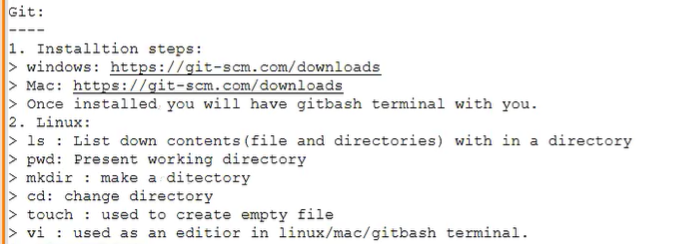 Git:
----
1. Installtion steps:
> windows: https://git-scm.com/downloads
> Mac: https://git-scm.com/downloads
> Once installed you will have gitbash terminal with you.
2. Linux:
> ls : List down contents(file and directories) with in a directory
> pwd: Present working directory
> mkdir : make a ditectory
> cd: change directory
> touch : used to create empty file
> vi : used as an editior in linux/mac/gitbash terminal.